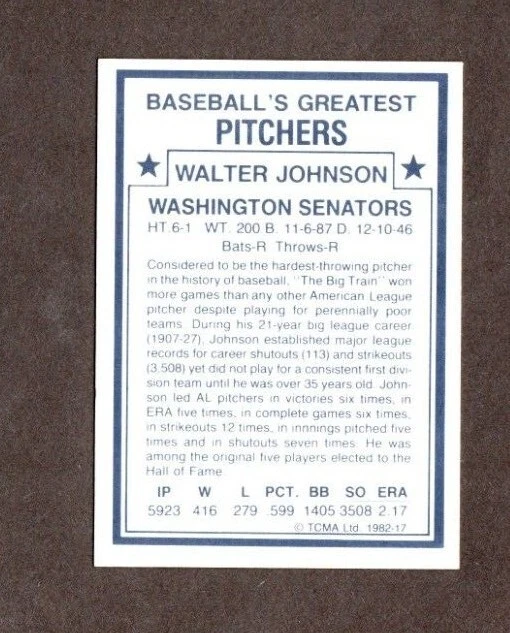 BASEBALL'S GREATEST
PITCHERS
WALTER JOHNSON
WASHINGTON SENATORS
HT.6-1 WT. 200 B. 11-6-87 D. 12-10-46
Bats-R Throws-R
Considered to be the hardest-throwing pitcher
in the history of baseball, "The Big Train" won
more games than any other American League
pitcher despite playing for perennially poor
teams. During his 21-year big league career
(1907-27), Johnson established major league
records for career shutouts (113) and strikeouts
(3,508) yet did not play for a consistent first divi-
sion team until he was over 35 years old. John-
son led AL pitchers in victories six times, in
ERA five times, in complete games six times,
in strikeouts 12 times, in innnings pitched five
times and in shutouts seven times. He was
among the original five players elected to the
Hall of Fame.
IP W L PCT. BB SO ERA
5923 416 279 .599 1405 3508 2.17
© TCMA Ltd. 1982-17